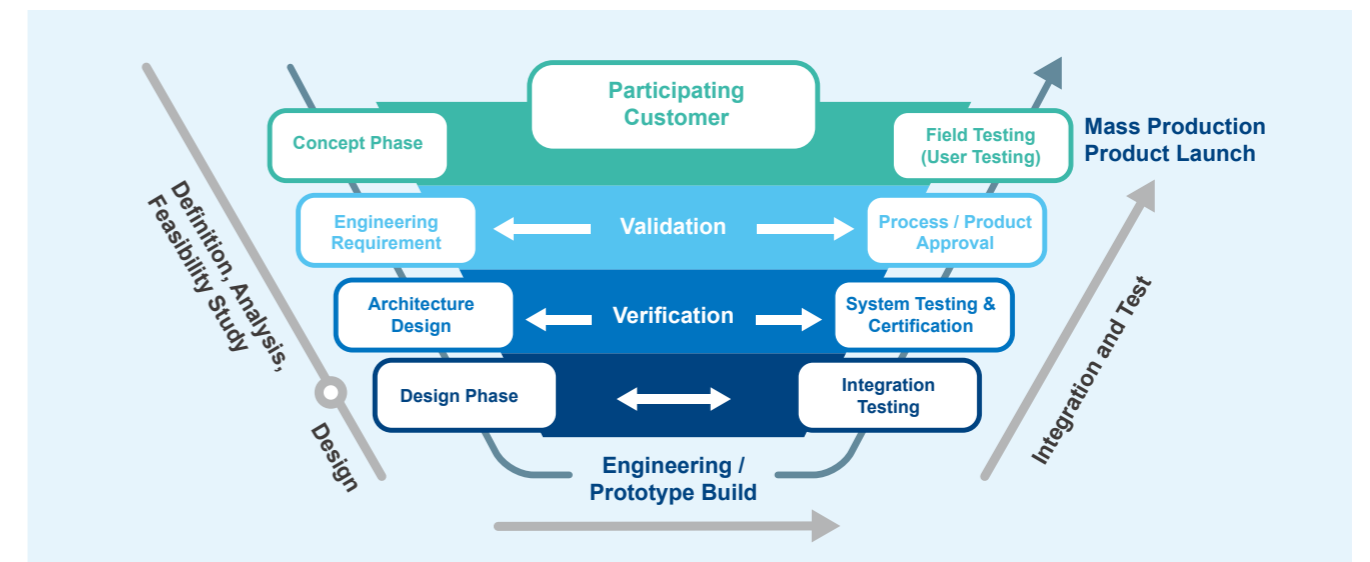 Participating
Customer
Concept Phase
Field Testing
(User Testing)
Mass Production
Product Launch
Definition, Analysis,
Feasibility Study
Engineering
Requirement
Validation
Process / Product
Approval
Architecture
Design
Verification
System Testing &
Certification
Integration and Test
Design Phase
Integration
Testing
Design
Engineering /
Prototype Build